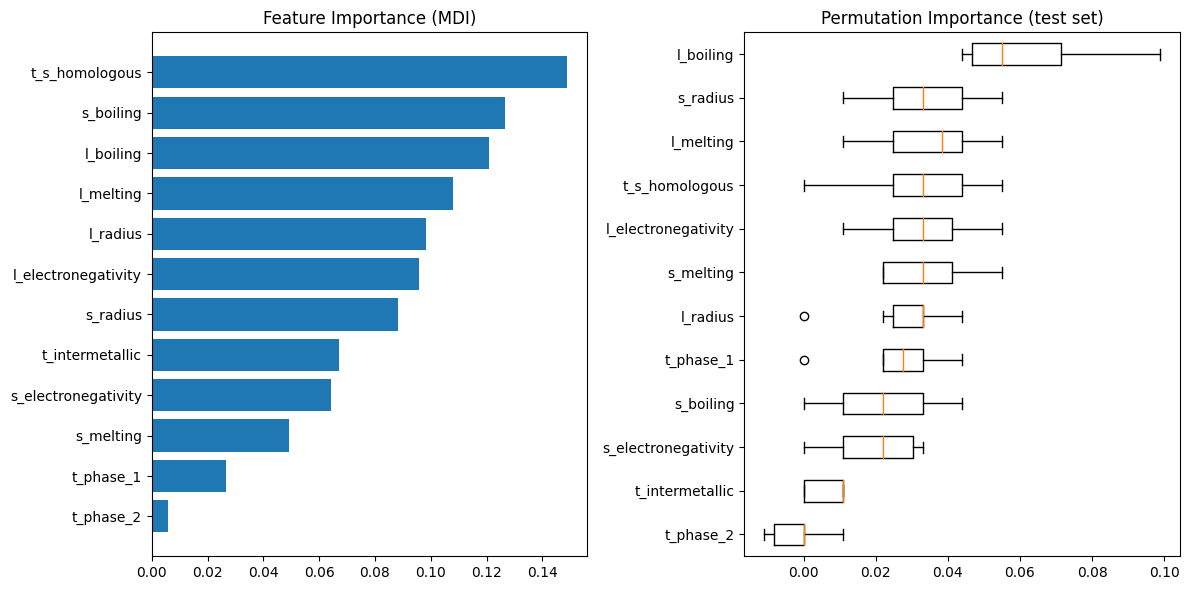 Feature Importance (MDI)
t_s_homologous
s_boiling
l_boiling
l_melting
l_radius
l_electronegativity
s_radius
t_intermetallic
s_electronegativity
s_melting
t_phase_1
t_phase_2
0.00 0.02 0.04 0.06 0.08 0.10 0.12 0.14
Permutation Importance (test set)
l_boiling
s_radius
l_melting
t_s_homologous
l_electronegativity
s_melting
l_radius
t_phase_1
s_boiling
s_electronegativity
t_intermetallic
t_phase_2
0.00 0.02 0.04 0.06 0.08 0.10